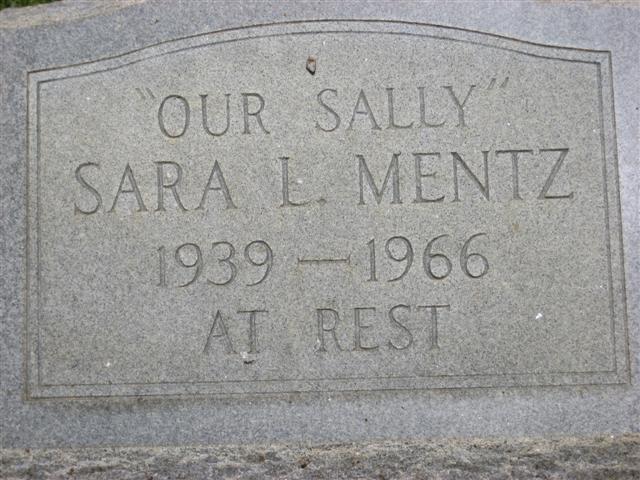 "OUR SALLY"
SARA L. MENTZ
1939 — 1966
AT REST